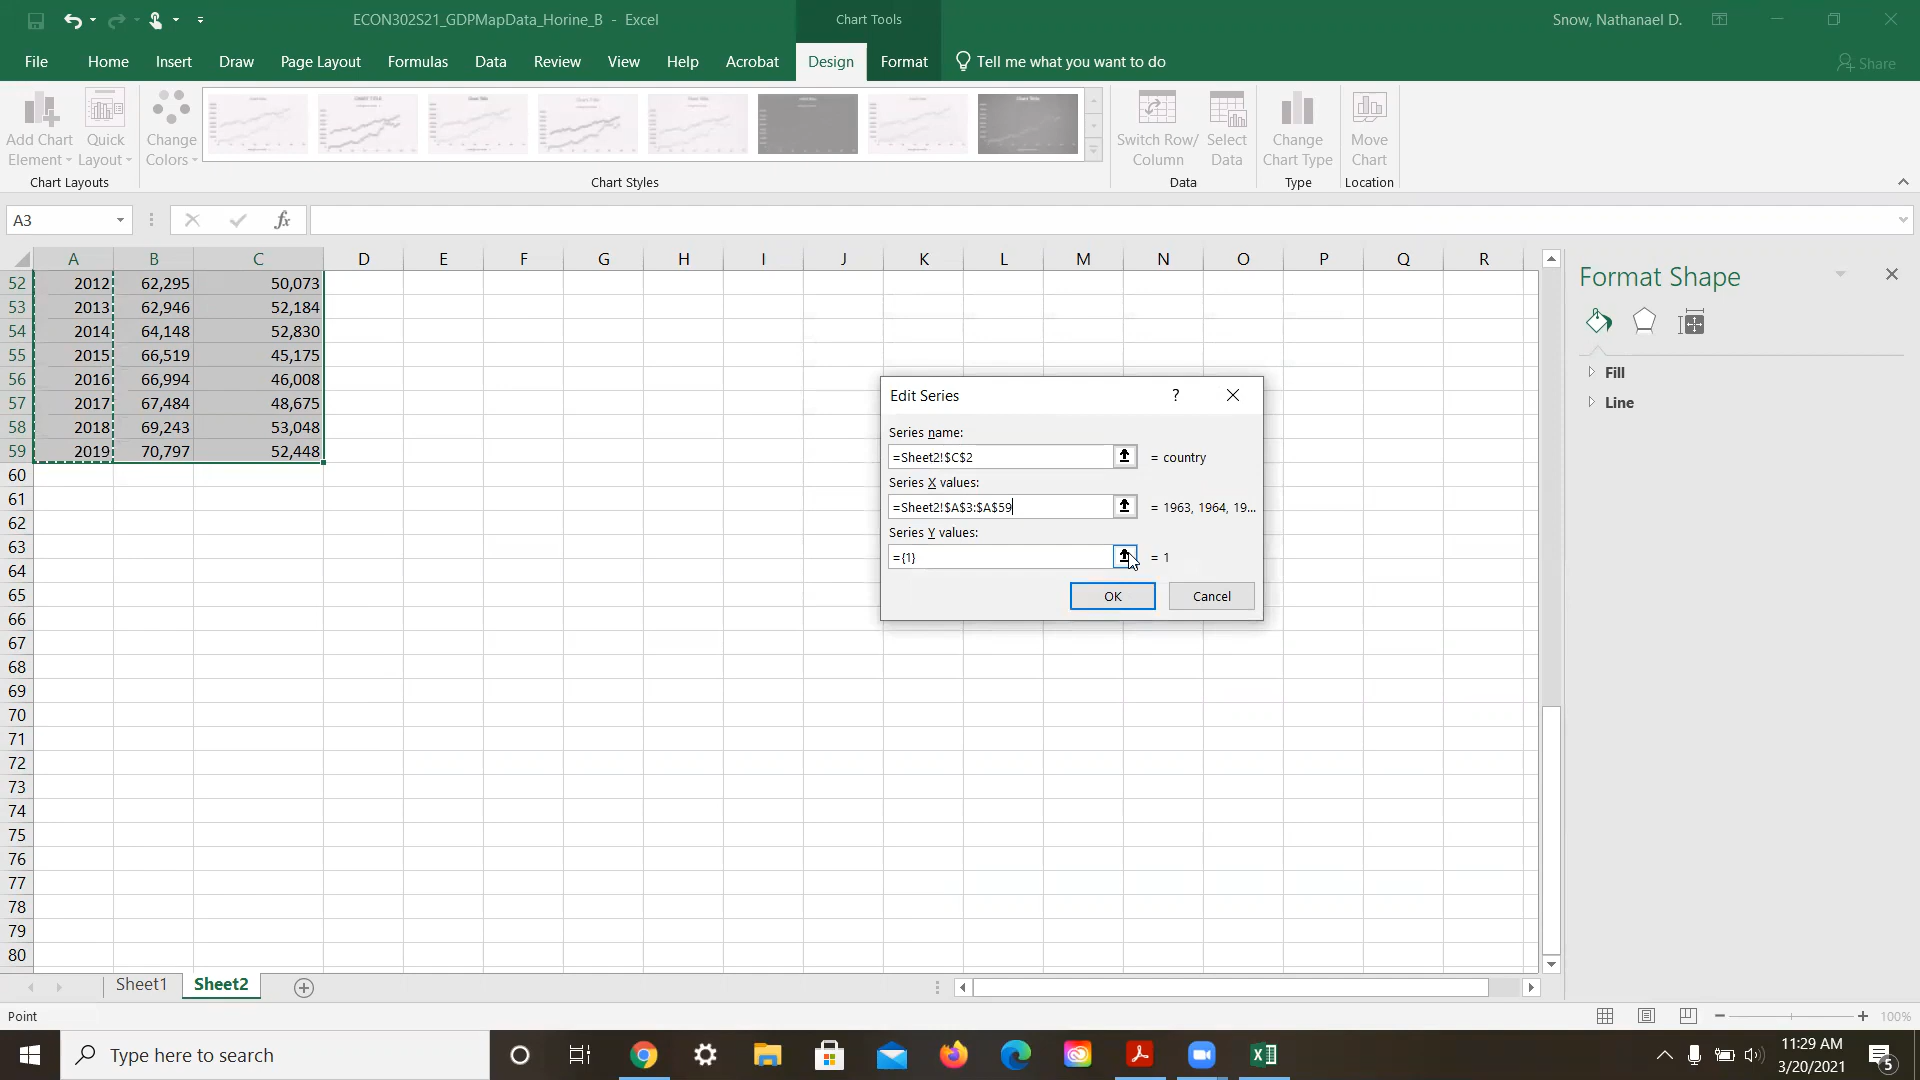 ECON302S21_GDPMapData_Horine_B - Excel
Chart Tools
Snow, Nathanael D.
File Home Insert Draw Page Layout Formulas Data Review View Help Acrobat Design Format Tell me what you want to do Share
Add Chart Element
Quick Layout
Change Colors
Switch Row/ Column
Select Data
Change Chart Type
Move Chart
Chart Layouts Chart Styles Data Type Location
A3 fx
A B C D E F G H I J K L M N O P Q R
52 2012 62,295 50,073
53 2013 62,946 52,184
54 2014 64,148 52,830
55 2015 66,519 45,175
56 2016 66,994 46,008
57 2017 67,484 48,675
58 2018 69,243 53,048
59 2019 70,797 52,448
60
61
62
63
64
65
66
67
68
69
70
71
72
73
74
75
76
77
78
79
80
Edit Series ?
Series name:
=Sheet2!$C$2 = country
Series X values:
=Sheet2!$A$3:$A$59 = 1963, 1964, 19...
Series Y values:
={1} = 1
OK Cancel
Format Shape
Fill
Line
Sheet1 Sheet2
Point 100%
Type here to search
11:29 AM
3/20/2021
5